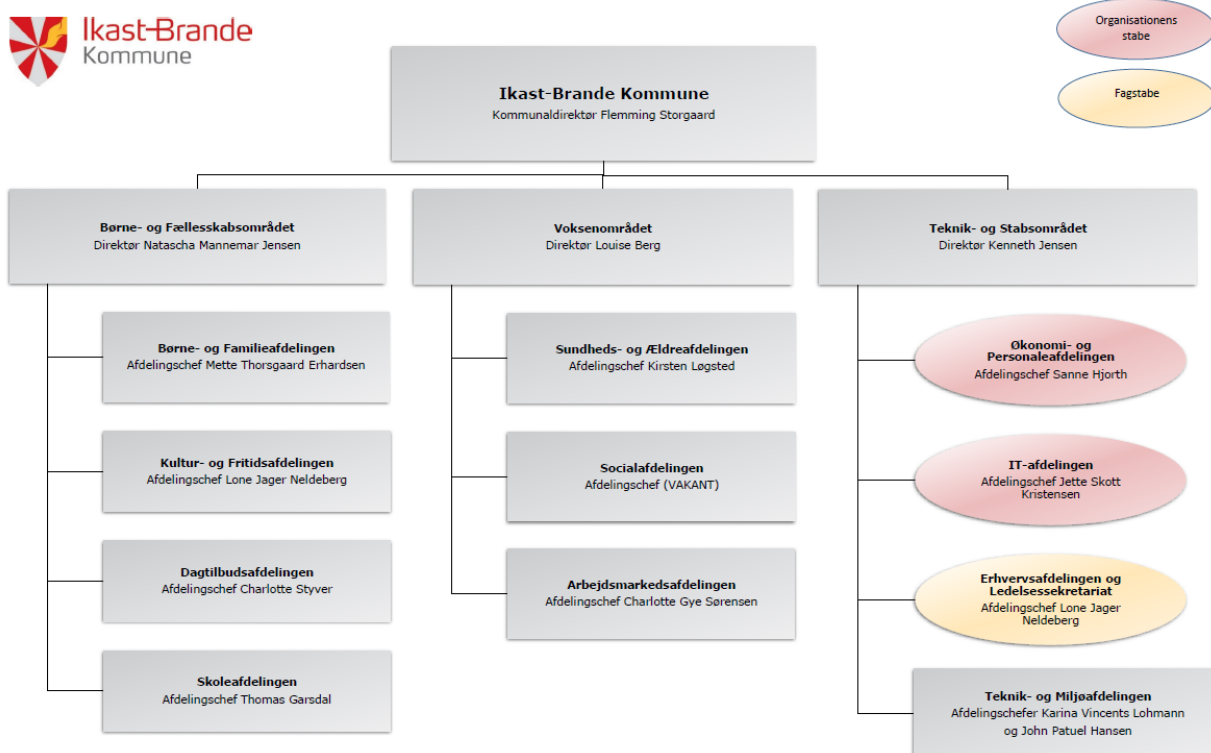 Ikast-Brande
Kommune
Organisationens
stabe
Fagstabe
Ikast-Brande Kommune
Kommunaldirektør Flemming Storgaard
Børne- og Fællesskabsområdet
Direktør Natascha Mannemar Jensen
Voksenområdet
Direktør Louise Berg
Teknik- og Stabsområdet
Direktør Kenneth Jensen
Børne- og Familieafdelingen
Afdelingschef Mette Thorsgaard Erhardsen
Kultur- og Fritidsafdelingen
Afdelingschef Lone Jager Neldeberg
Dagtilbudsafdelingen
Afdelingschef Charlotte Styver
Skoleafdelingen
Afdelingschef Thomas Garsdal
Sundheds- og Ældreafdelingen
Afdelingschef Kirsten Løgsted
Socialafdelingen
Afdelingschef (VAKANT)
Arbejdsmarkedsafdelingen
Afdelingschef Charlotte Gye Sørensen
Økonomi- og
Personaleafdelingen
Afdelingschef Sanne Hjorth
IT-afdelingen
Afdelingschef Jette Skott
Kristensen
Erhvervsafdelingen og
Ledelsessekretariat
Afdelingschef Lone Jager
Neldeberg
Teknik- og Miljøafdelingen
Afdelingschefer Karina Vincents Lohmann
og John Patuel Hansen